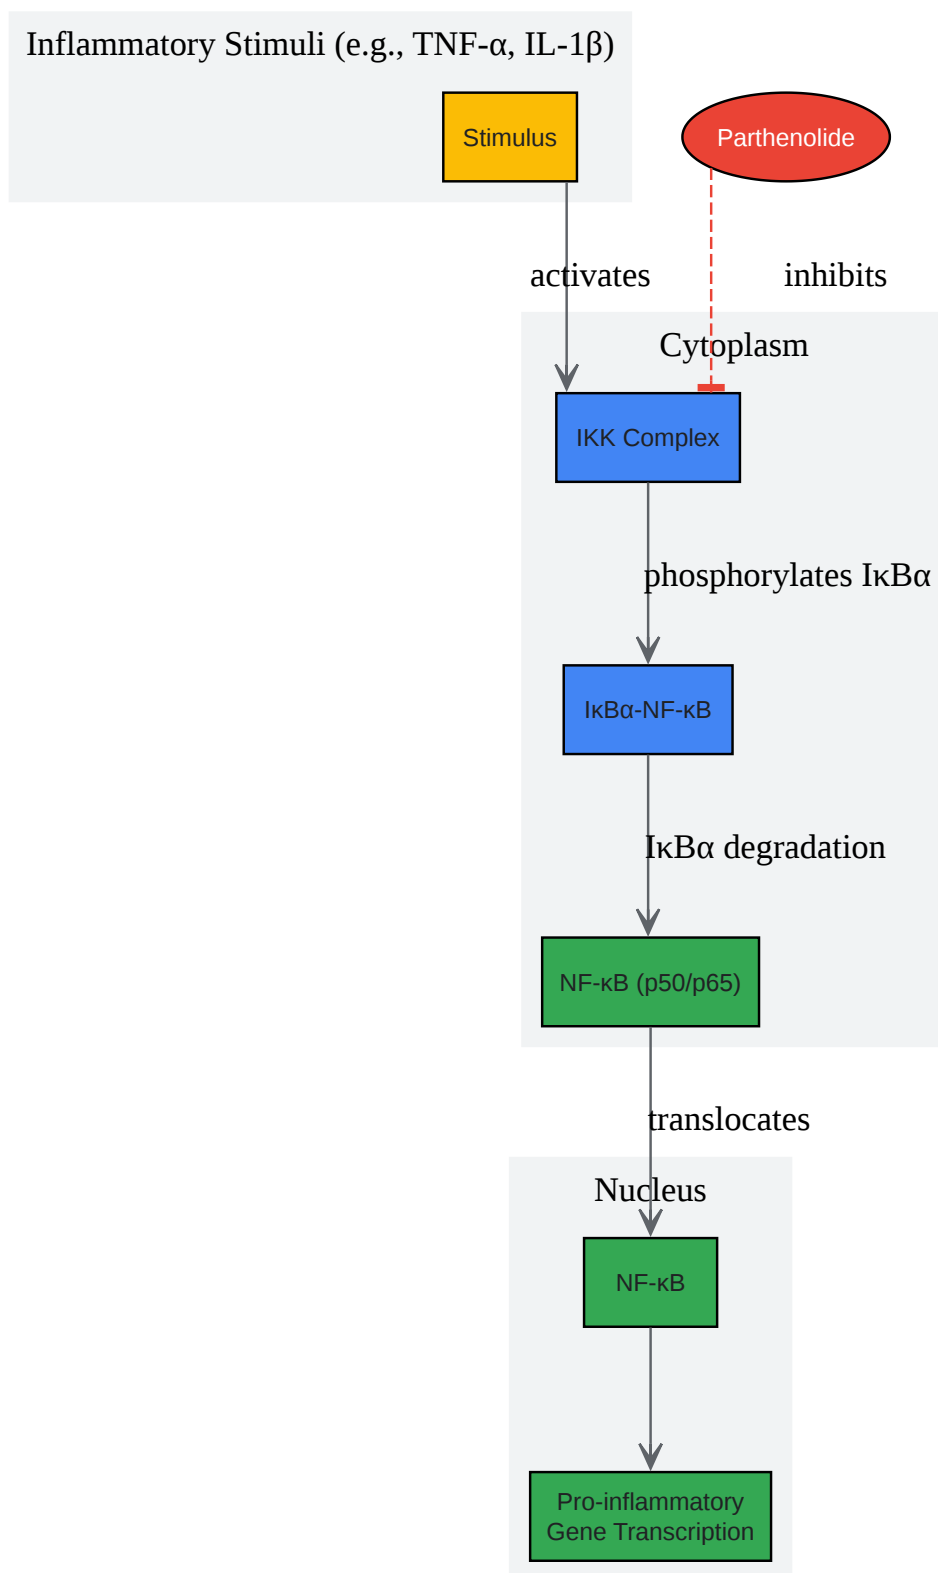 Inflammatory Stimuli (e.g., TNF-α, IL-1β)
Stimulus
Parthenolide
activates
inhibits
Cytoplasm
IKK Complex
phosphorylates IκBα
IκBα-NF-κB
IκBα degradation
NF-κB (p50/p65)
translocates
Nucleus
NF-κB
Pro-inflammatory
Gene Transcription